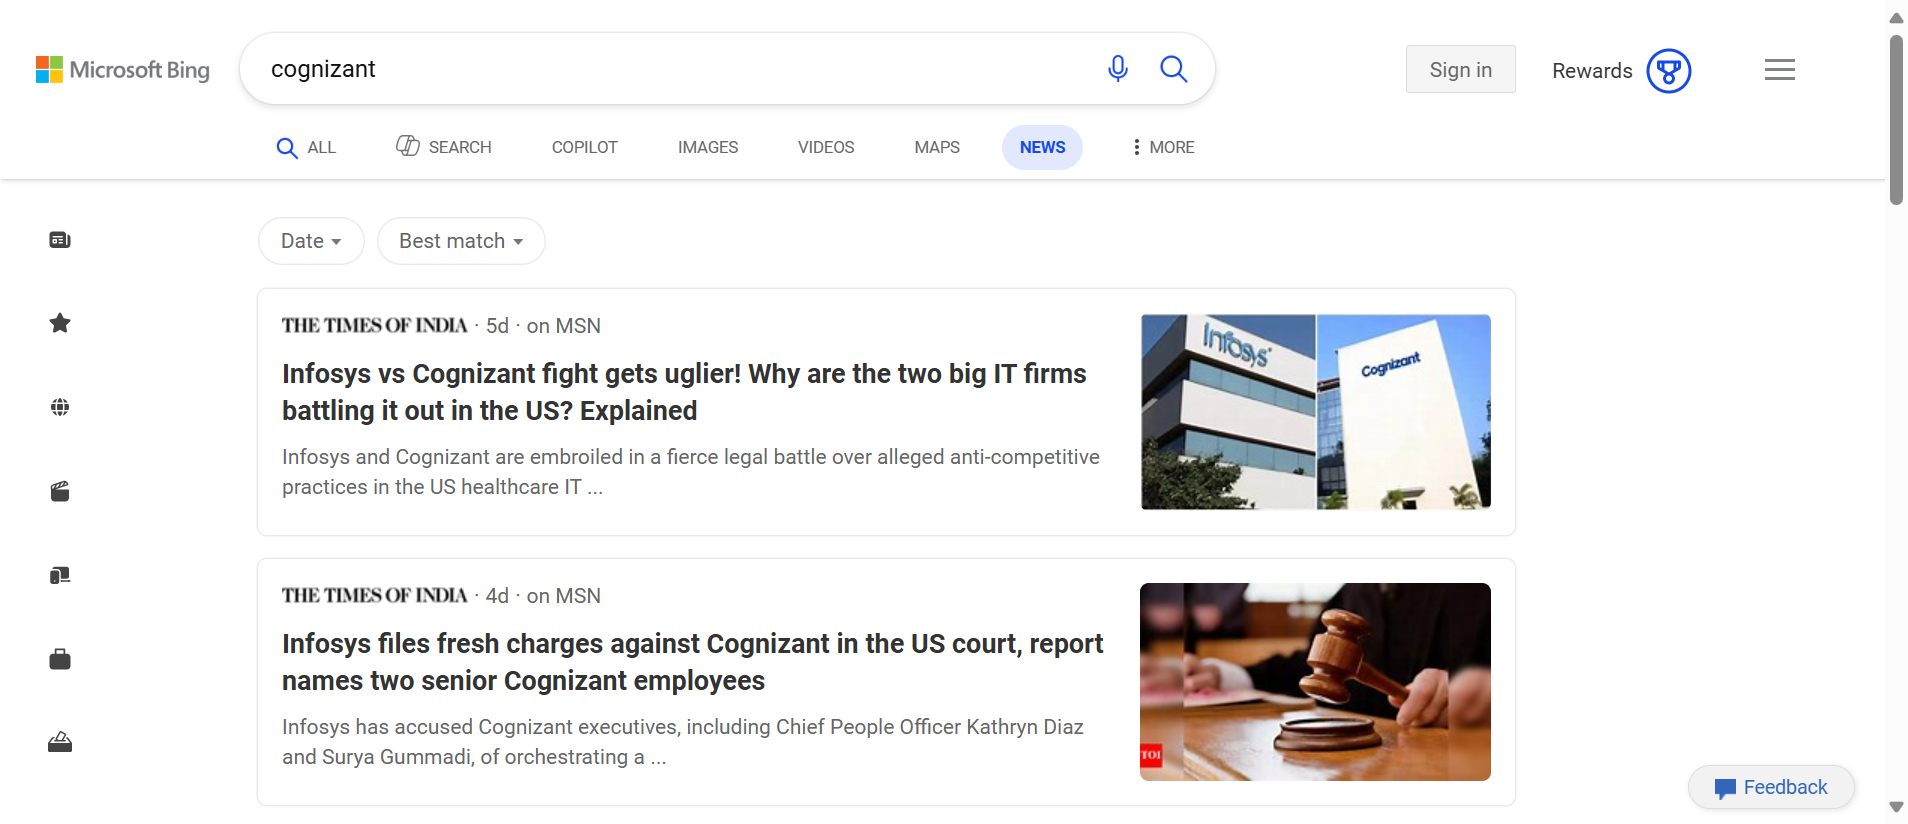 Microsoft Bing
cognizant
Sign in
Rewards
ALL
SEARCH
COPILOT
IMAGES
VIDEOS
MAPS
NEWS
MORE
Date
Best match
THE TIMES OF INDIA · 5d · on MSN
Infosys vs Cognizant fight gets uglier! Why are the two big IT firms
battling it out in the US? Explained
Infosys and Cognizant are embroiled in a fierce legal battle over alleged anti-competitive
practices in the US healthcare IT ...
Infosys
Cognizant
THE TIMES OF INDIA · 4d · on MSN
Infosys files fresh charges against Cognizant in the US court, report
names two senior Cognizant employees
Infosys has accused Cognizant executives, including Chief People Officer Kathryn Diaz
and Surya Gummadi, of orchestrating a ...
TOI
Feedback